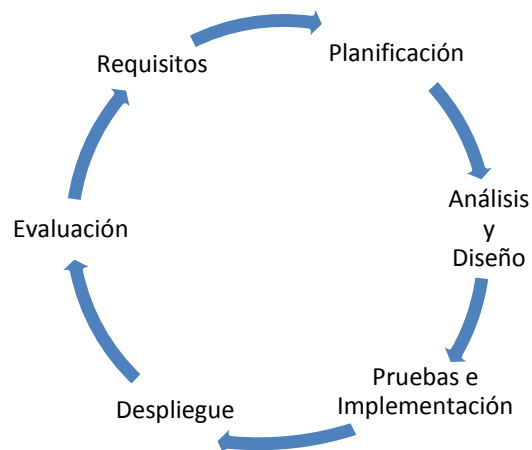 Requisitos
Planificación
Análisis
y
Diseño
Pruebas e
Implementación
Despliegue
Evaluación